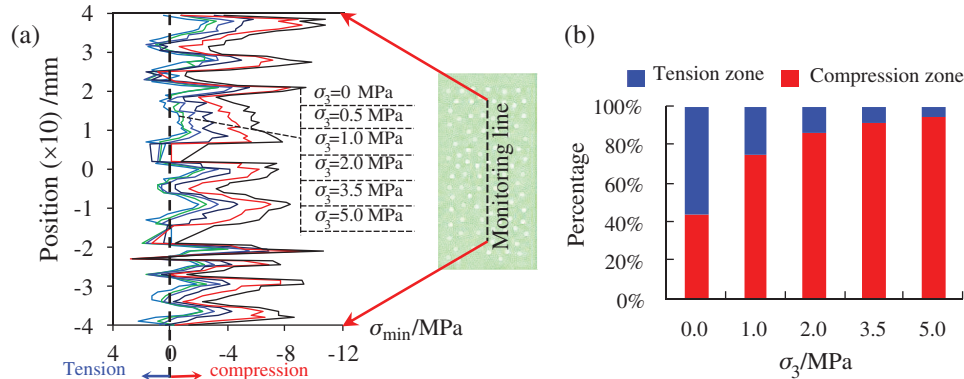 (a)
4
3
2
1
0
-1
-2
-3
-4
Position (×10) /mm
4 0 -4 -8 -12
σmin/MPa
Tension compression
σ3=0 MPa
σ3=0.5 MPa
σ3=1.0 MPa
σ3=2.0 MPa
σ3=3.5 MPa
σ3=5.0 MPa
Monitoring line
(b)
Tension zone Compression zone
100%
80%
60%
40%
20%
0%
Percentage
0.0 1.0 2.0 3.5 5.0
σ3/MPa